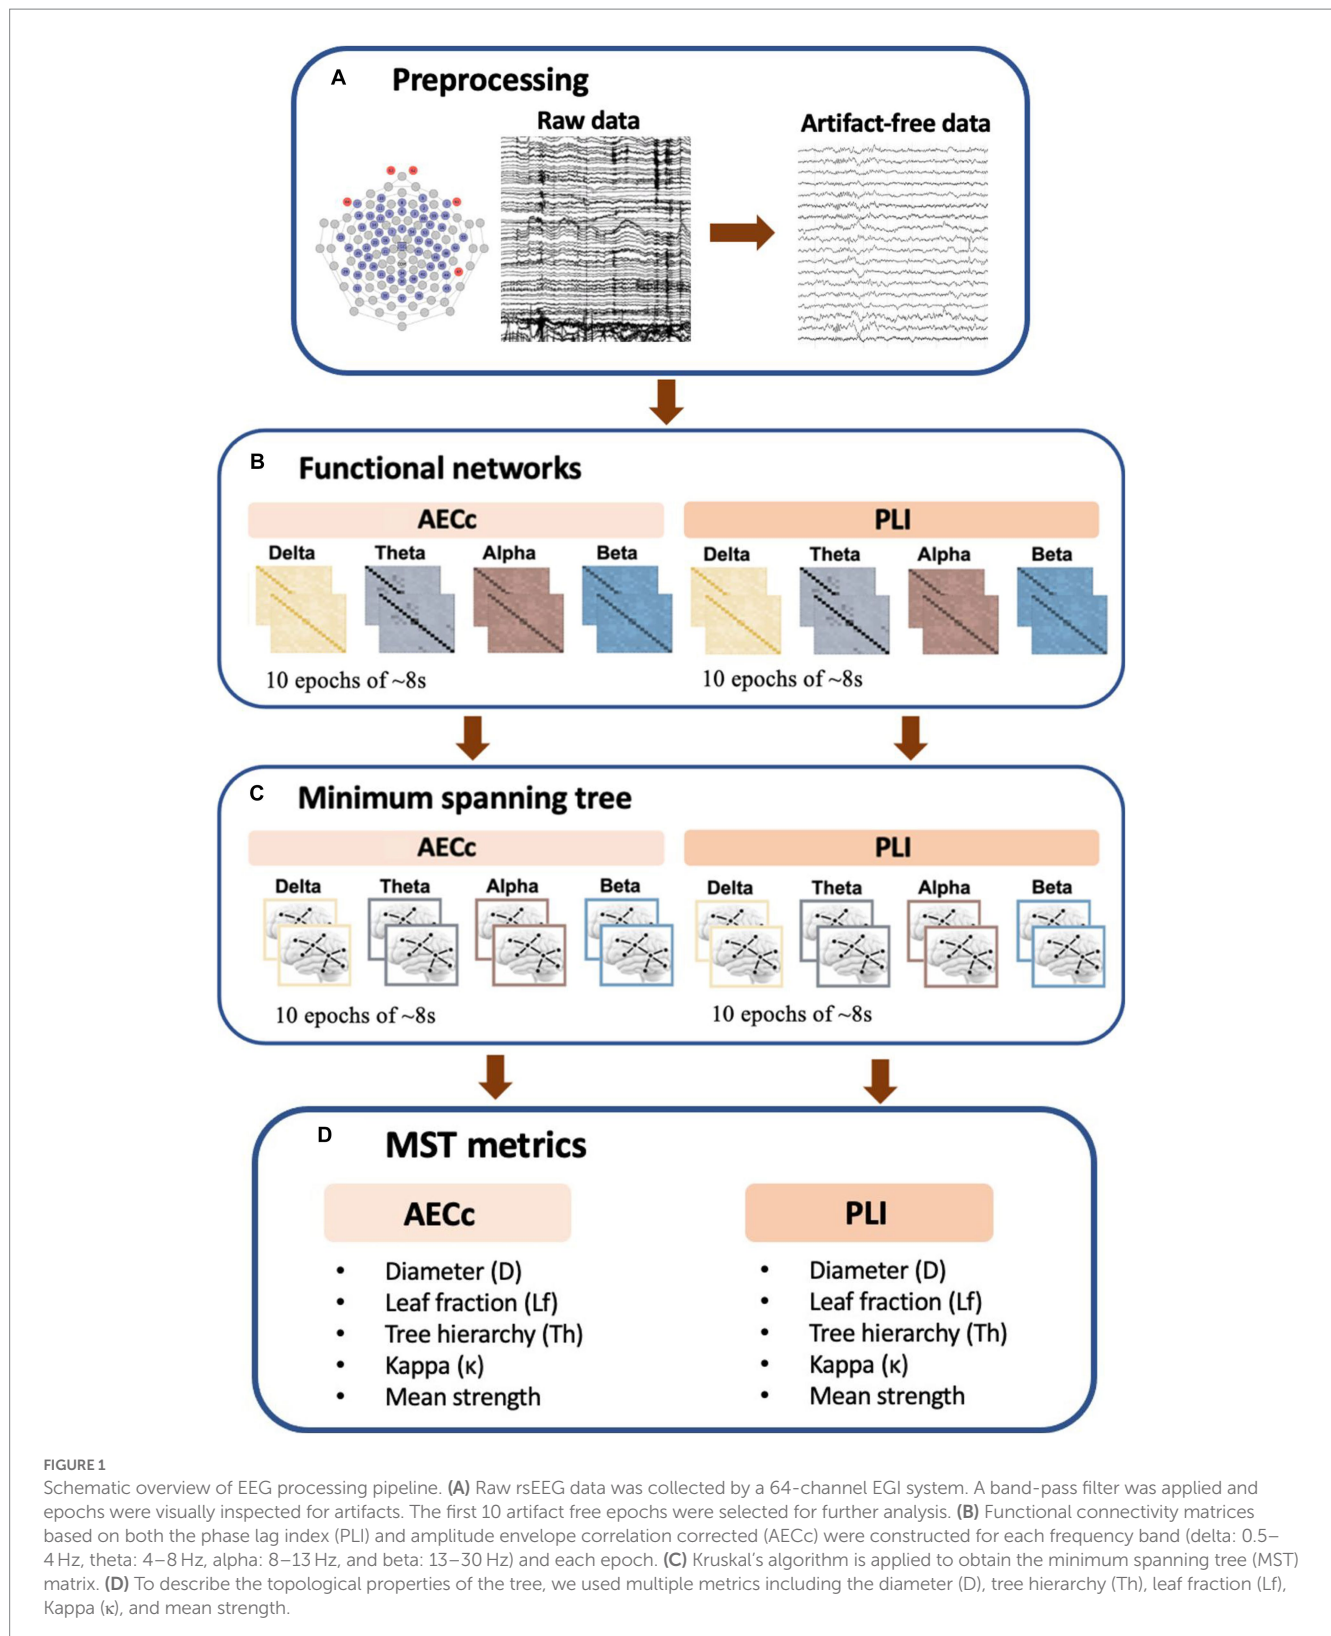 A
Preprocessing
Raw data
Artifact-free data
B
Functional networks
AECc
PLI
Delta
Theta
Alpha
Beta
Delta
Theta
Alpha
Beta
10 epochs of ~8s
10 epochs of ~8s
C
Minimum spanning tree
AECc
PLI
Delta
Theta
Alpha
Beta
Delta
Theta
Alpha
Beta
10 epochs of ~8s
10 epochs of ~8s
D
MST metrics
AECc
• Diameter (D)
• Leaf fraction (Lf)
• Tree hierarchy (Th)
• Kappa (κ)
• Mean strength
PLI
• Diameter (D)
• Leaf fraction (Lf)
• Tree hierarchy (Th)
• Kappa (κ)
• Mean strength
FIGURE 1
Schematic overview of EEG processing pipeline. (A) Raw rsEEG data was collected by a 64-channel EGI system. A band-pass filter was applied and
epochs were visually inspected for artifacts. The first 10 artifact free epochs were selected for further analysis. (B) Functional connectivity matrices
based on both the phase lag index (PLI) and amplitude envelope correlation corrected (AECc) were constructed for each frequency band (delta: 0.5–
4 Hz, theta: 4–8 Hz, alpha: 8–13 Hz, and beta: 13–30 Hz) and each epoch. (C) Kruskal's algorithm is applied to obtain the minimum spanning tree (MST)
matrix. (D) To describe the topological properties of the tree, we used multiple metrics including the diameter (D), tree hierarchy (Th), leaf fraction (Lf),
Kappa (κ), and mean strength.